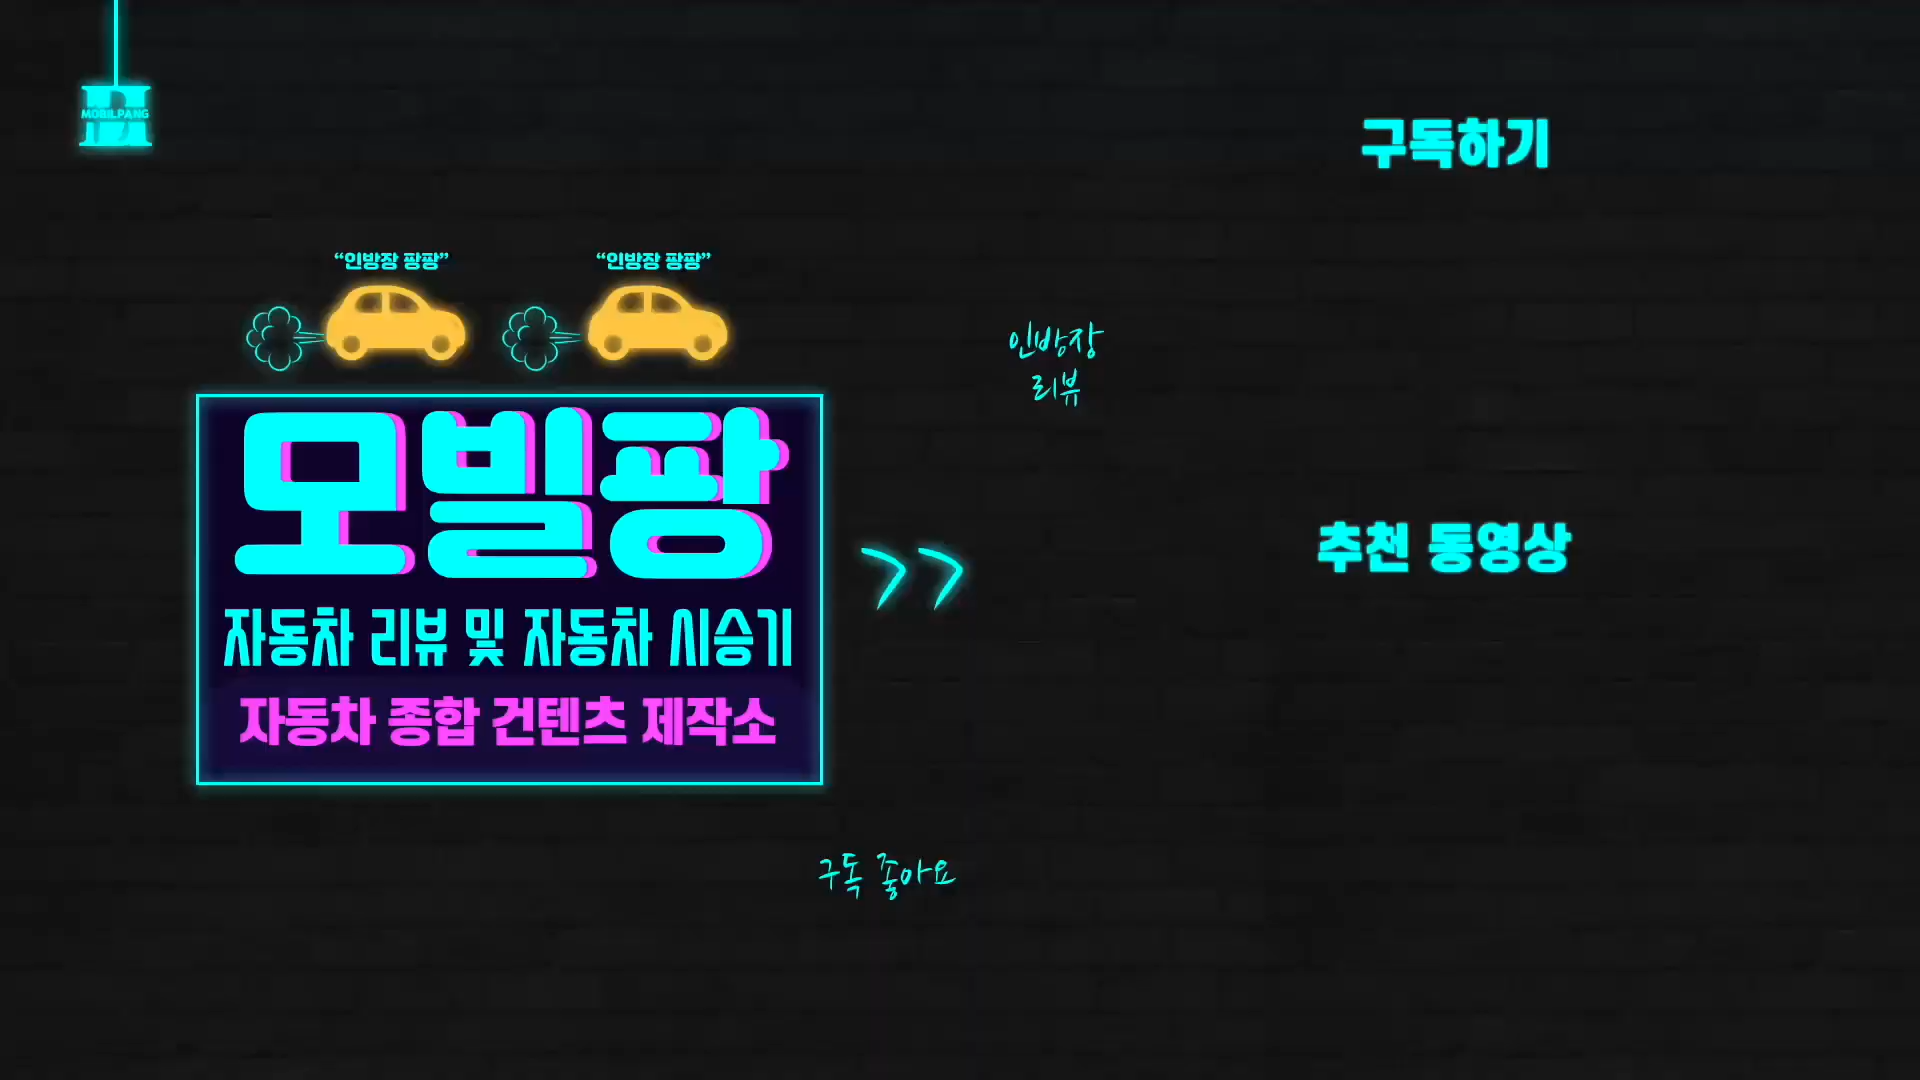 MOBILPANG
구독하기
“인방장 팡팡”
“인방장 팡팡”
인방장
리뷰
모빌팡
자동차 리뷰 및 자동차 시승기
자동차 종합 컨텐츠 제작소
추천 동영상
구독 좋아요